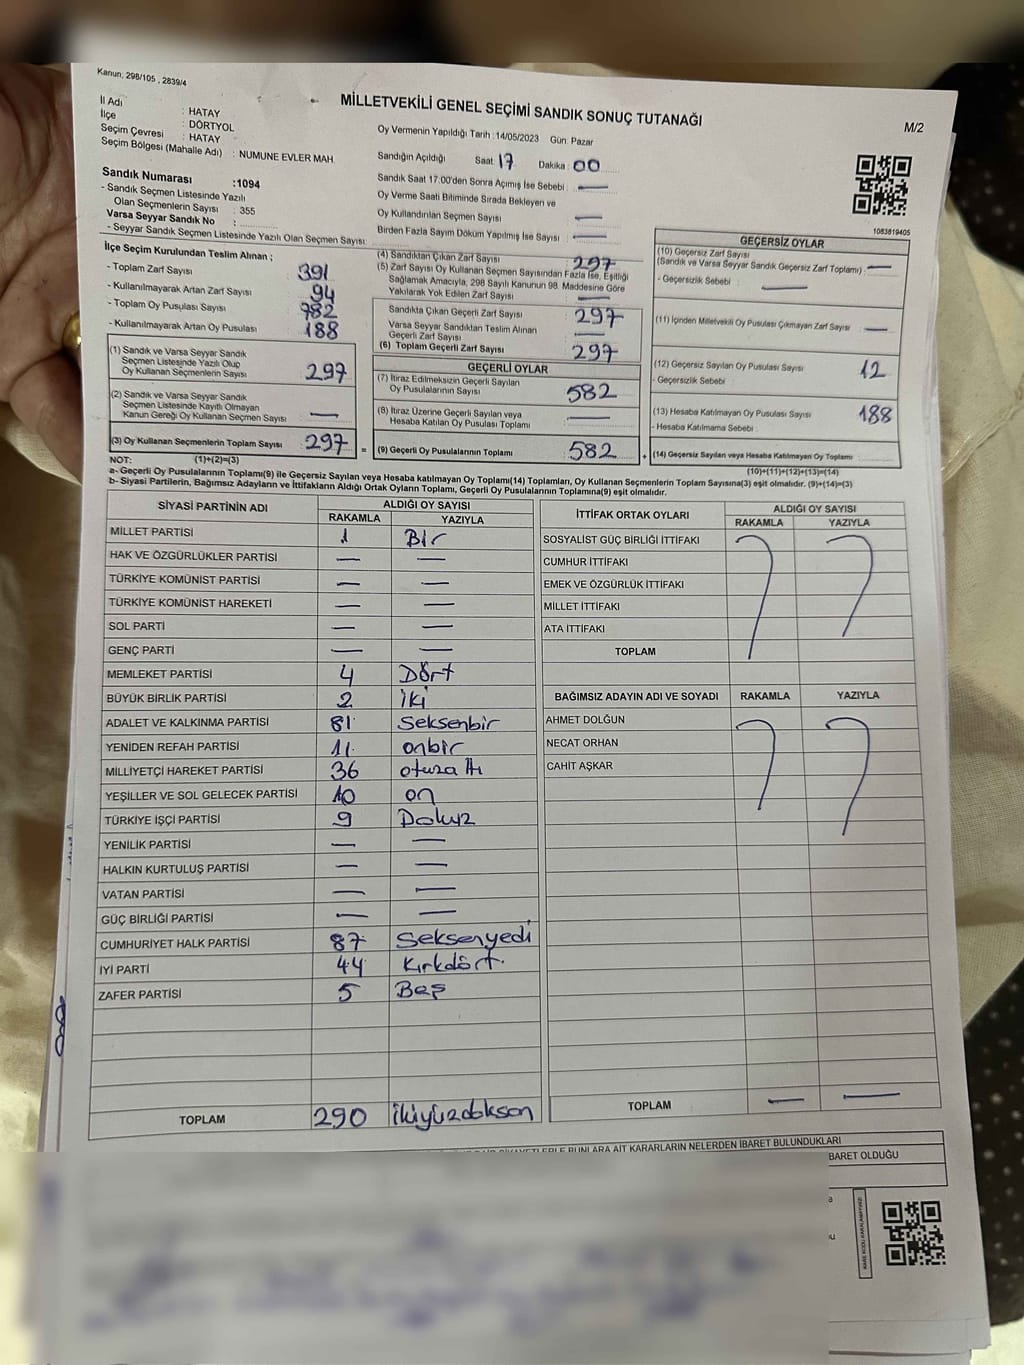 Kanun; 298/105 , 2839/4
MİLLETVEKİLİ GENEL SEÇİMİ SANDIK SONUÇ TUTANAĞI
M/2
İl Adı : HATAY
İlçe : DÖRTYOL
Seçim Çevresi : HATAY
Seçim Bölgesi (Mahalle Adı) : NUMUNE EVLER MAH.
Oy Vermenin Yapıldığı Tarih : 14/05/2023 Gün: Pazar
Sandığın Açıldığı Saat 17 Dakika : 00
Sandık Saat 17.00'den Sonra Açımış İse Sebebi : —
Oy Verme Saati Bitiminde Sırada Bekleyen ve
Oy Kullandırılan Seçmen Sayısı : —
Birden Fazla Sayım Döküm Yapılmış İse Sayısı : —
1083819405
Sandık Numarası :1094
- Sandık Seçmen Listesinde Yazılı
Olan Seçmenlerin Sayısı : 355
Varsa Seyyar Sandık No :
- Seyyar Sandık Seçmen Listesinde Yazılı Olan Seçmen Sayısı:
İlçe Seçim Kurulundan Teslim Alınan ;
- Toplam Zarf Sayısı 391
- Kullanılmayarak Artan Zarf Sayısı 94
- Toplam Oy Pusulası Sayısı 782
- Kullanılmayarak Artan Oy Pusulası 188
(1) Sandık ve Varsa Seyyar Sandık
Seçmen Listesinde Yazılı Olup
Oy Kullanan Seçmenlerin Sayısı 297
(2) Sandık ve Varsa Seyyar Sandık
Seçmen Listesinde Kayıtlı Olmayan
Kanun Gereği Oy Kullanan Seçmen Sayısı —
(3) Oy Kullanan Seçmenlerin Toplam Sayısı 297
(4) Sandıktan Çıkan Zarf Sayısı 297
(5) Zarf Sayısı Oy Kullanan Seçmen Sayısından Fazla İse, Eşitliği
Sağlamak Amacıyla, 298 Sayılı Kanunun 98. Maddesine Göre
Yakılarak Yok Edilen Zarf Sayısı —
Sandıkta Çıkan Geçerli Zarf Sayısı 297
Varsa Seyyar Sandıktan Teslim Alınan
Geçerli Zarf Sayısı —
(6) Toplam Geçerli Zarf Sayısı 297
GEÇERLİ OYLAR
(7) İtiraz Edilmeksizin Geçerli Sayılan
Oy Pusulalarının Sayısı 582
(8) İtiraz Üzerine Geçerli Sayılan veya
Hesaba Katılan Oy Pusulası Toplamı —
= (9) Geçerli Oy Pusulalarının Toplamı 582
GEÇERSİZ OYLAR
(10) Geçersiz Zarf Sayısı
(Sandık ve Varsa Seyyar Sandık Geçersiz Zarf Toplamı) : —
- Geçersizlik Sebebi : —
(11) İçinden Milletvekili Oy Pusulası Çıkmayan Zarf Sayısı : —
(12) Geçersiz Sayılan Oy Pusulası Sayısı : 12
- Geçersizlik Sebebi :
(13) Hesaba Katılmayan Oy Pusulası Sayısı : 188
- Hesaba Katılmama Sebebi :
+ (14) Geçersiz Sayılan veya Hesaba Katılmayan Oy Toplamı :
NOT: (1)+(2)=(3) (10)+(11)+(12)+(13)=(14)
a- Geçerli Oy Pusulalarının Toplamı(9) ile Geçersiz Sayılan veya Hesaba katılmayan Oy Toplamı(14) Toplamları, Oy Kullanan Seçmenlerin Toplam Sayısına(3) eşit olmalıdır. (9)+(14)=(3)
b- Siyasi Partilerin, Bağımsız Adayların ve İttifakların Aldığı Ortak Oyların Toplamı, Geçerli Oy Pusulalarının Toplamına(9) eşit olmalıdır.
SİYASİ PARTİNİN ADI ALDIĞI OY SAYISI
RAKAMLA YAZIYLA
MİLLET PARTİSİ 1 Bir
HAK VE ÖZGÜRLÜKLER PARTİSİ — —
TÜRKİYE KOMÜNİST PARTİSİ — —
TÜRKİYE KOMÜNİST HAREKETİ — —
SOL PARTİ — —
GENÇ PARTİ — —
MEMLEKET PARTİSİ 4 Dört
BÜYÜK BİRLİK PARTİSİ 2 İki
ADALET VE KALKINMA PARTİSİ 81 Seksenbir
YENİDEN REFAH PARTİSİ 11 onbir
MİLLİYETÇİ HAREKET PARTİSİ 36 otuzaltı
YEŞİLLER VE SOL GELECEK PARTİSİ 10 on
TÜRKİYE İŞÇİ PARTİSİ 9 Dokuz
YENİLİK PARTİSİ — —
HALKIN KURTULUŞ PARTİSİ — —
VATAN PARTİSİ — —
GÜÇ BİRLİĞİ PARTİSİ — —
CUMHURİYET HALK PARTİSİ 87 Seksenyedi
İYİ PARTİ 44 Kırkdört.
ZAFER PARTİSİ 5 Beş
TOPLAM 290 İkiyüzdokson
İTTİFAK ORTAK OYLARI ALDIĞI OY SAYISI
RAKAMLA YAZIYLA
SOSYALİST GÜÇ BİRLİĞİ İTTİFAKI
CUMHUR İTTİFAKI
EMEK VE ÖZGÜRLÜK İTTİFAKI
MİLLET İTTİFAKI
ATA İTTİFAKI
TOPLAM
BAĞIMSIZ ADAYIN ADI VE SOYADI RAKAMLA YAZIYLA
AHMET DOLĞUN
NECAT ORHAN
CAHİT AŞKAR
TOPLAM — —
BUNLARA AİT KARARLARIN NELERDEN İBARET BULUNDUKLARI
BARET OLDUĞU